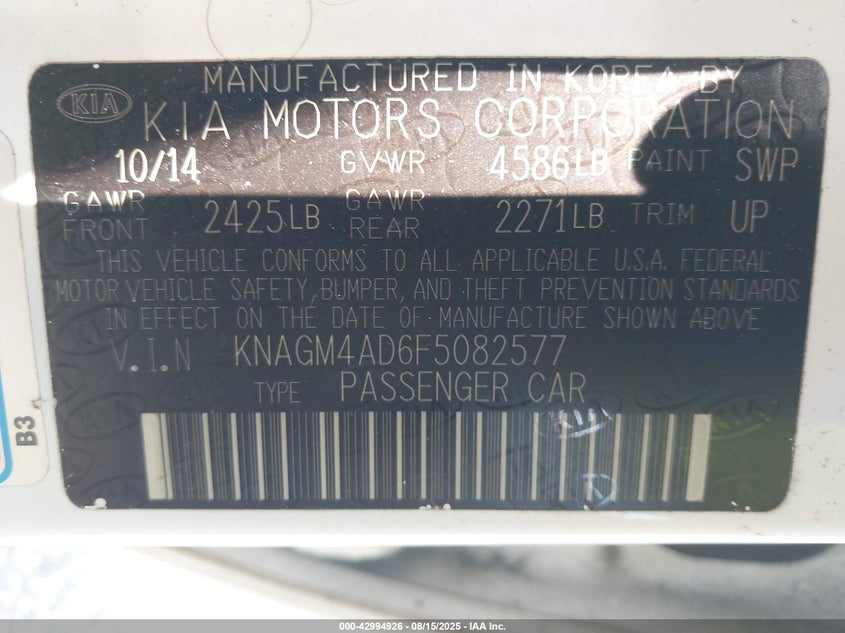 MANUFACTURED IN KOREA BY
KIA
KIA MOTORS CORPORATION
10/14 GVWR 4586LB PAINT SWP
GAWR FRONT 2425LB GAWR REAR 2271LB TRIM UP
THIS VEHICLE CONFORMS TO ALL APPLICABLE U.S.A. FEDERAL
MOTOR VEHICLE SAFETY, BUMPER, AND THEFT PREVENTION STANDARDS
IN EFFECT ON THE DATE OF MANUFACTURE SHOWN ABOVE
V.I.N KNAGM4AD6F5082577
TYPE PASSENGER CAR
B3
000-42994926 - 08/15/2025 - IAA Inc.